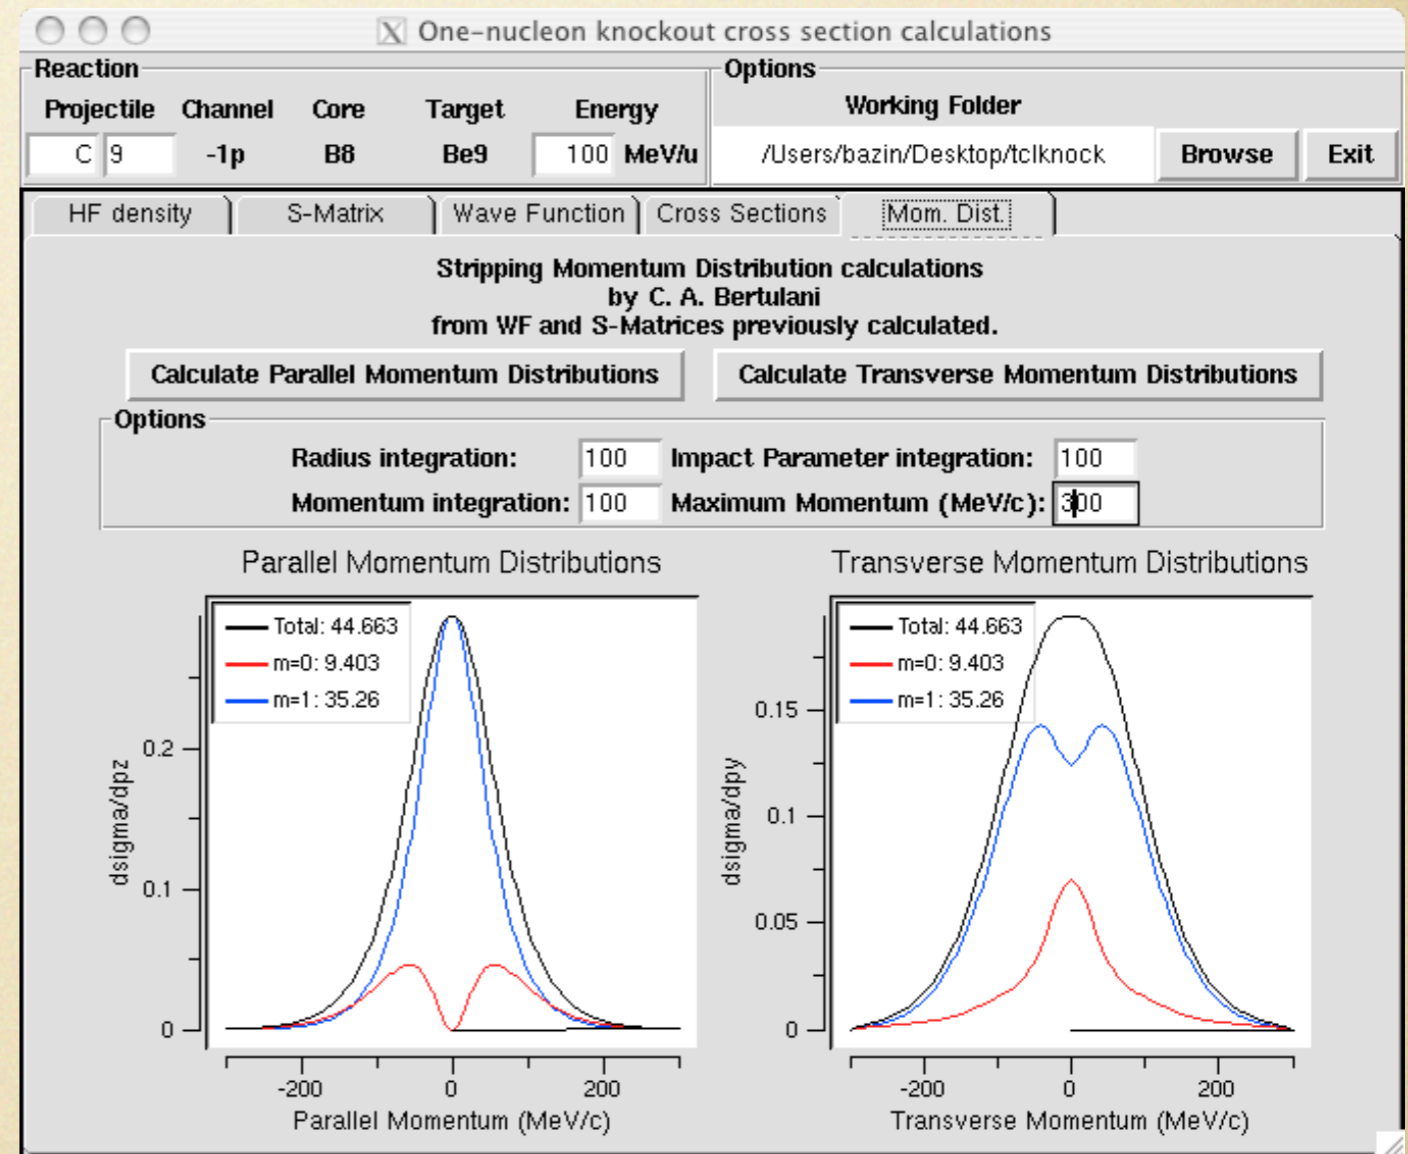 X One-nucleon knockout cross section calculations
Reaction
Options
Projectile Channel Core Target Energy
Working Folder
C 9 -1p B8 Be9 100 MeV/u
/Users/bazin/Desktop/tclknock Browse Exit
HF density S-Matrix Wave Function Cross Sections Mom. Dist.
Stripping Momentum Distribution calculations
by C. A. Bertulani
from WF and S-Matrices previously calculated.
Calculate Parallel Momentum Distributions Calculate Transverse Momentum Distributions
Options
Radius integration: 100 Impact Parameter integration: 100
Momentum integration: 100 Maximum Momentum (MeV/c): 300
Parallel Momentum Distributions
Total: 44.663
m=0: 9.403
m=1: 35.26
dsigma/dpz
0.2
0.1
0
-200 0 200
Parallel Momentum (MeV/c)
Transverse Momentum Distributions
Total: 44.663
m=0: 9.403
m=1: 35.26
dsigma/dpy
0.15
0.1
0.05
0
-200 0 200
Transverse Momentum (MeV/c)